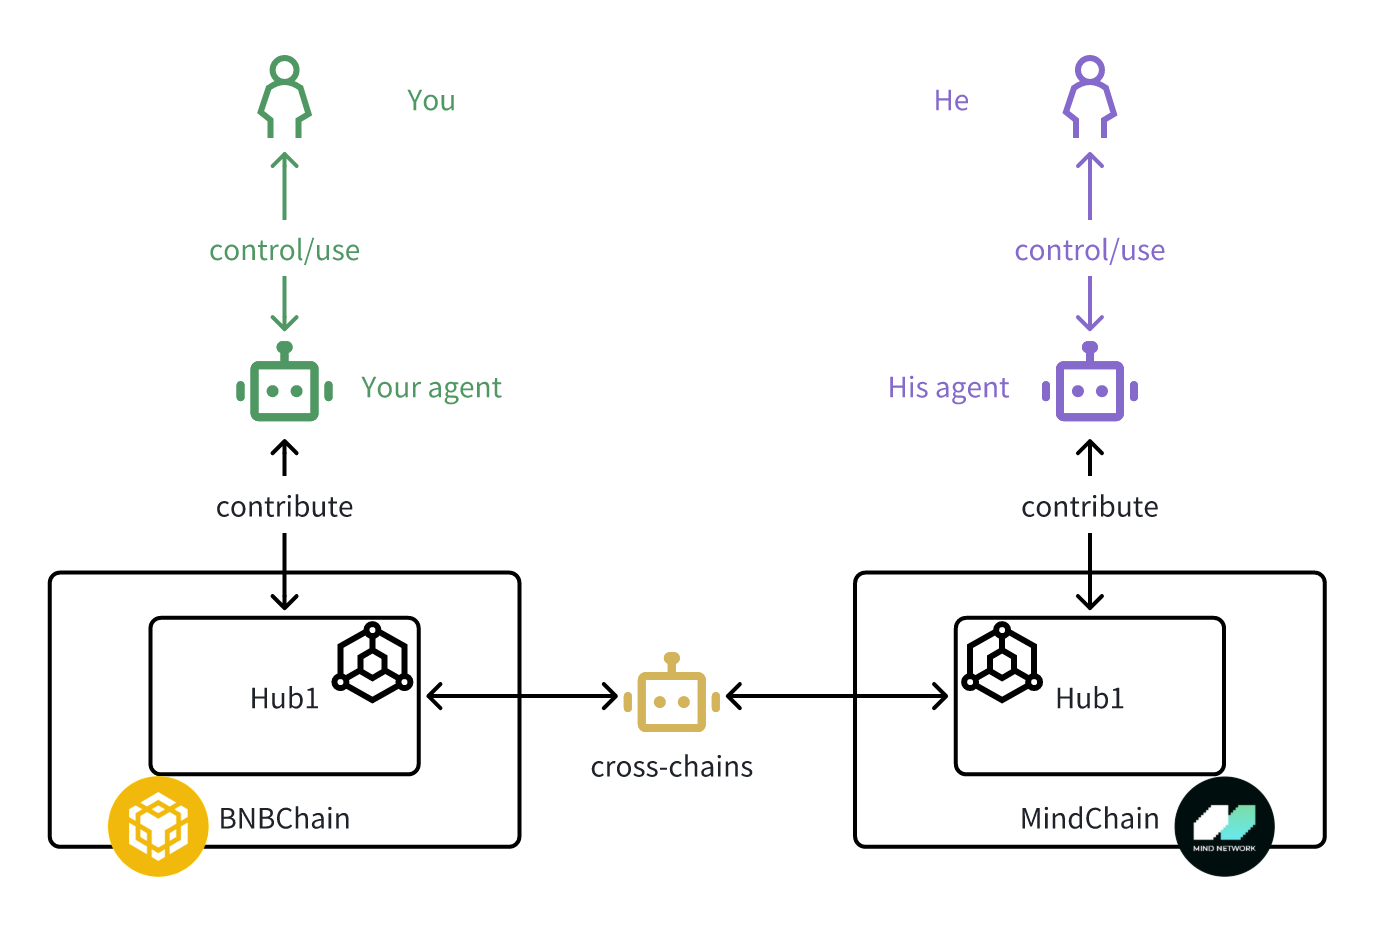 You
He
control/use
control/use
Your agent
His agent
contribute
contribute
Hub1
Hub1
cross-chains
BNBChain
MindChain
MIND NETWORK